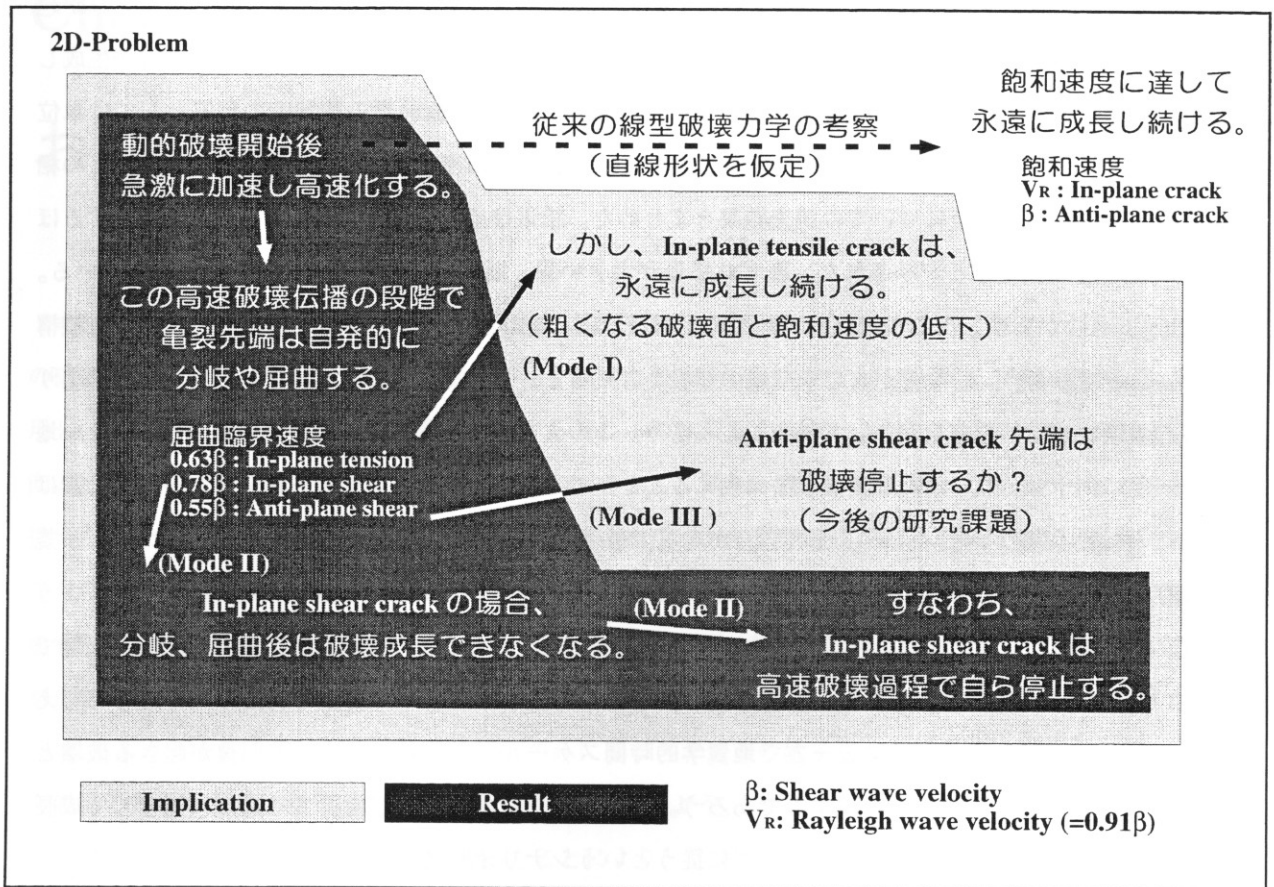 2D-Problem
動的破壊開始後
急激に加速し高速化する。
従来の線型破壊力学の考察
（直線形状を仮定）
飽和速度に達して
永遠に成長し続ける。
飽和速度
VR : In-plane crack
β : Anti-plane crack
この高速破壊伝播の段階で
亀裂先端は自発的に
分岐や屈曲する。
しかし、In-plane tensile crack は、
永遠に成長し続ける。
（粗くなる破壊面と飽和速度の低下）
(Mode I)
屈曲臨界速度
0.63β : In-plane tension
0.78β : In-plane shear
0.55β : Anti-plane shear
Anti-plane shear crack 先端は
破壊停止するか？
（今後の研究課題）
(Mode III )
(Mode II)
In-plane shear crack の場合、
分岐、屈曲後は破壊成長できなくなる。
(Mode II)
すなわち、
In-plane shear crack は
高速破壊過程で自ら停止する。
Implication
Result
β: Shear wave velocity
VR: Rayleigh wave velocity (=0.91β)